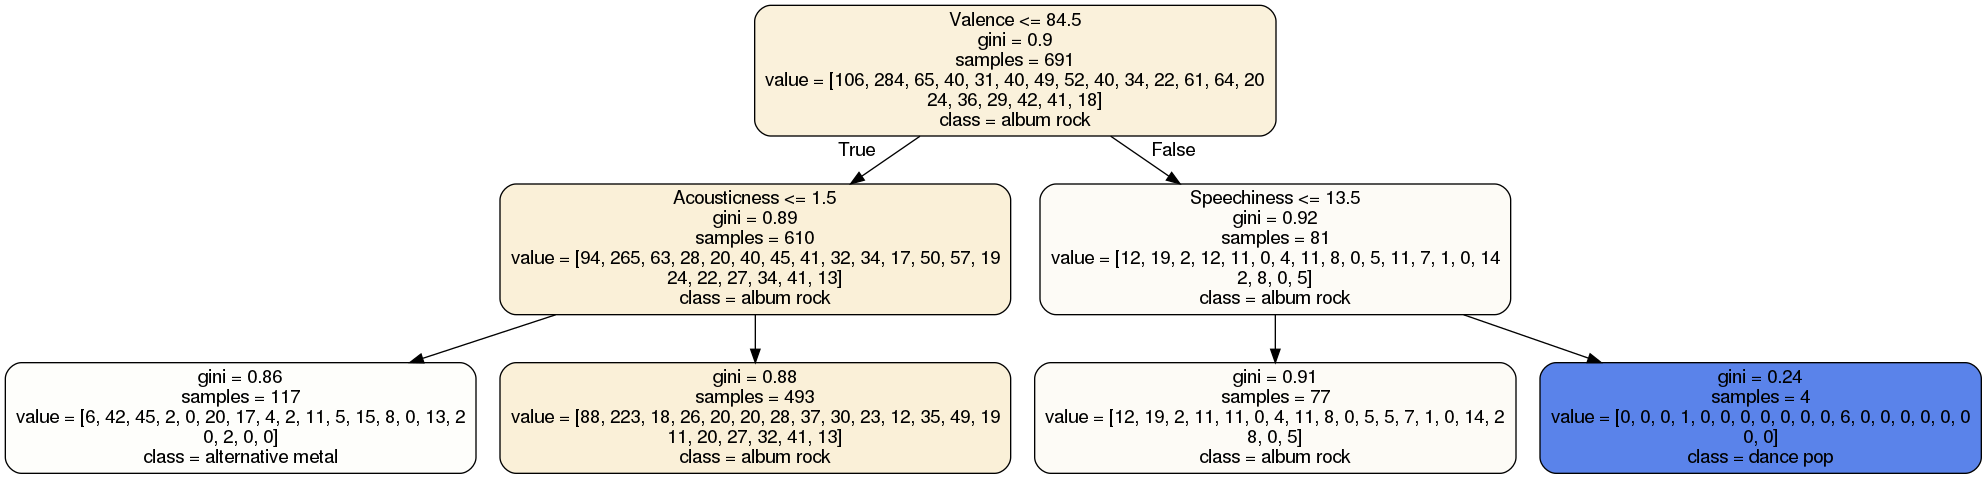 Valence <= 84.5
gini = 0.9
samples = 691
value = [106, 284, 65, 40, 31, 40, 49, 52, 40, 34, 22, 61, 64, 20
24, 36, 29, 42, 41, 18]
class = album rock
True
False
Acousticness <= 1.5
gini = 0.89
samples = 610
value = [94, 265, 63, 28, 20, 40, 45, 41, 32, 34, 17, 50, 57, 19
24, 22, 27, 34, 41, 13]
class = album rock
Speechiness <= 13.5
gini = 0.92
samples = 81
value = [12, 19, 2, 12, 11, 0, 4, 11, 8, 0, 5, 11, 7, 1, 0, 14
2, 8, 0, 5]
class = album rock
gini = 0.86
samples = 117
value = [6, 42, 45, 2, 0, 20, 17, 4, 2, 11, 5, 15, 8, 0, 13, 2
0, 2, 0, 0]
class = alternative metal
gini = 0.88
samples = 493
value = [88, 223, 18, 26, 20, 20, 28, 37, 30, 23, 12, 35, 49, 19
11, 20, 27, 32, 41, 13]
class = album rock
gini = 0.91
samples = 77
value = [12, 19, 2, 11, 11, 0, 4, 11, 8, 0, 5, 5, 7, 1, 0, 14, 2
8, 0, 5]
class = album rock
gini = 0.24
samples = 4
value = [0, 0, 0, 1, 0, 0, 0, 0, 0, 0, 0, 6, 0, 0, 0, 0, 0, 0
0, 0]
class = dance pop